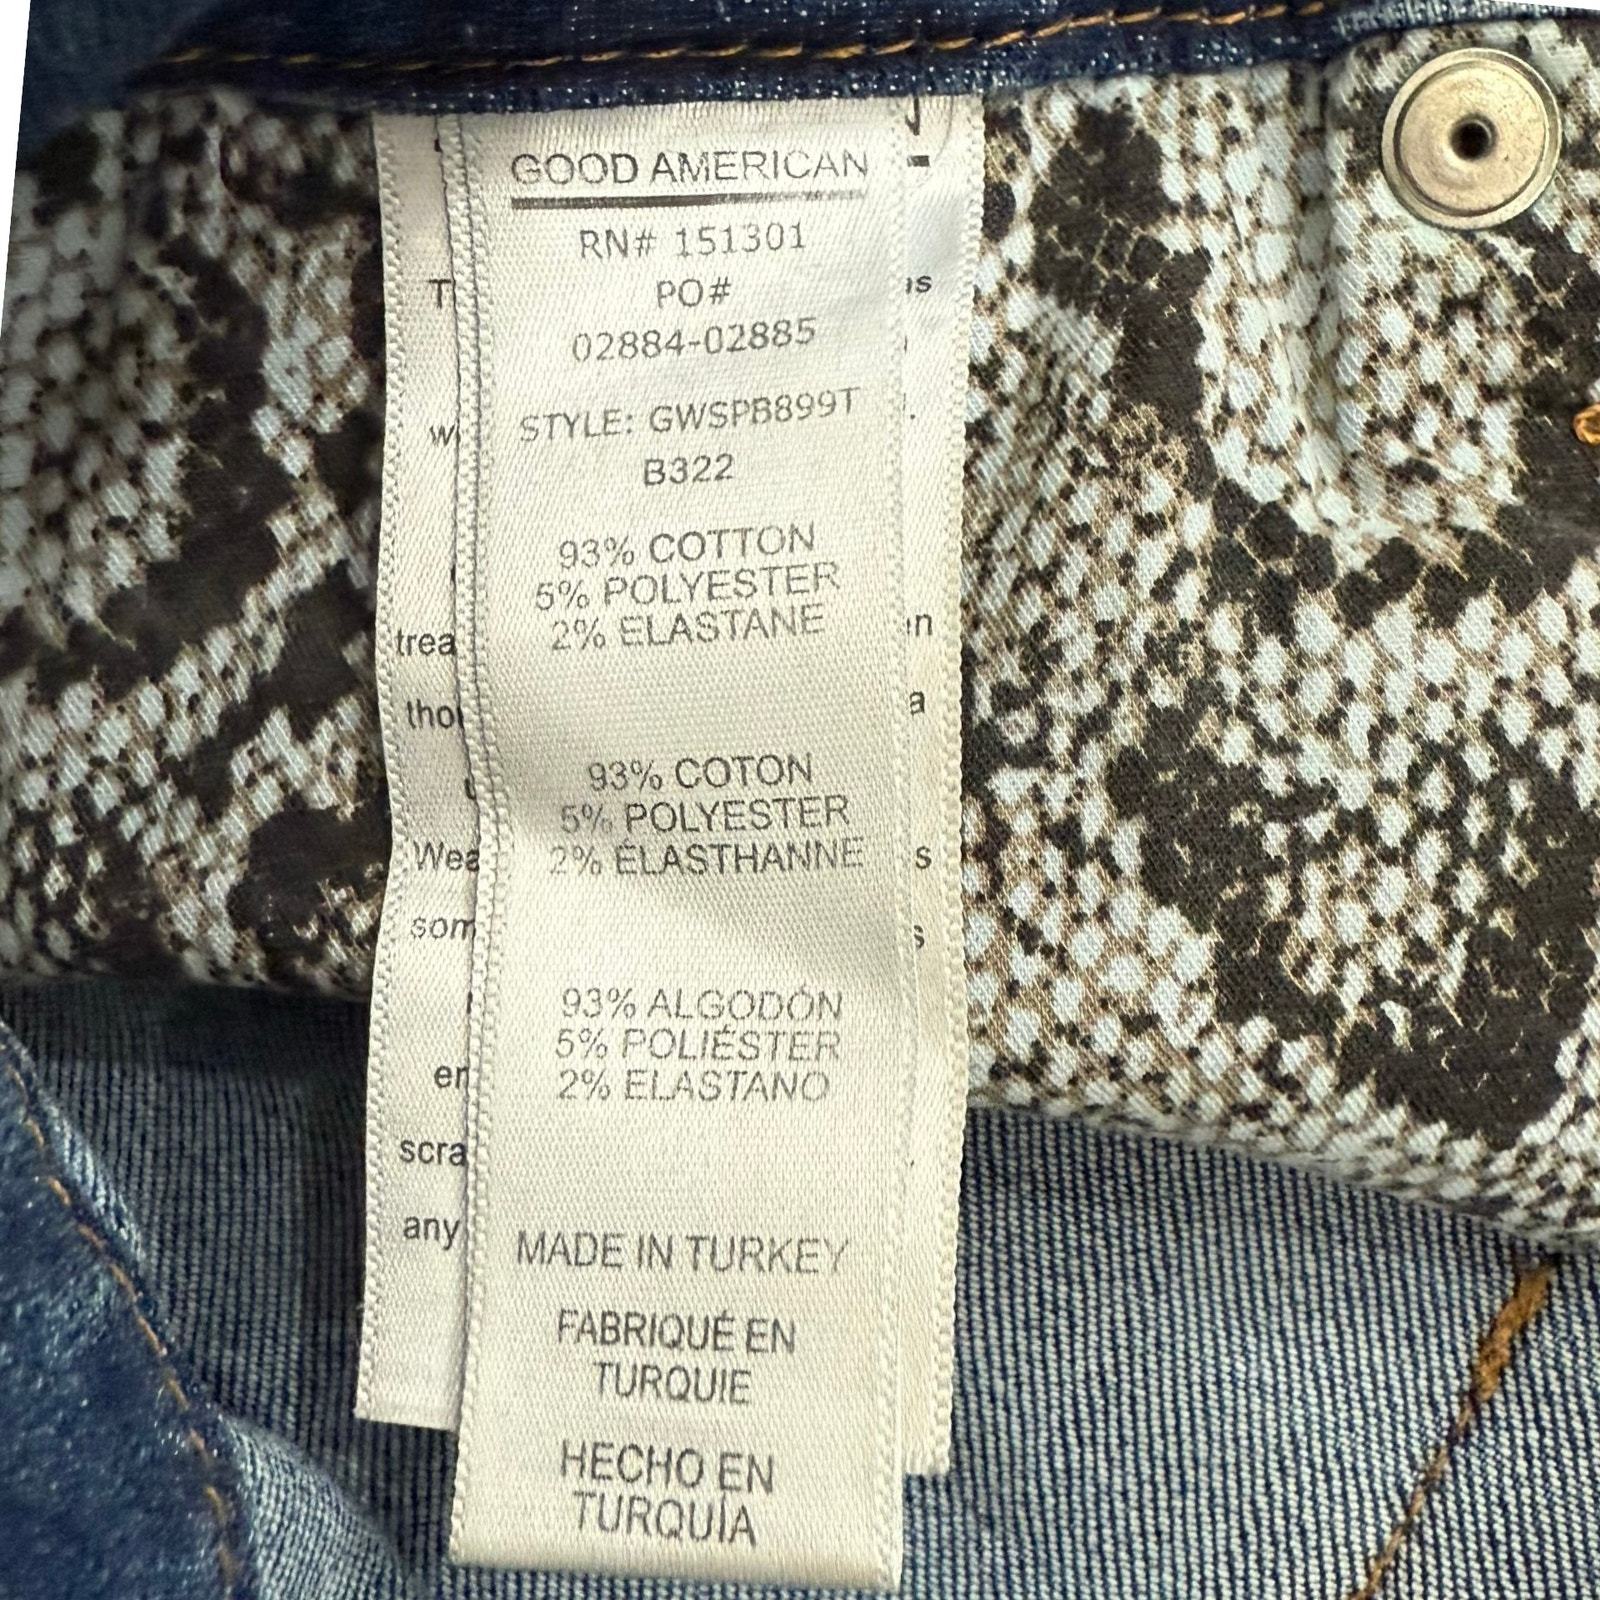 GOOD AMERICAN
RN# 151301
PO#
02884-02885
STYLE: GWSPB899T
B322
93% COTTON
5% POLYESTER
2% ELASTANE
93% COTON
5% POLYESTER
2% ÉLASTHANNE
93% ALGODÓN
5% POLIÉSTER
2% ELASTANO
MADE IN TURKEY
FABRIQUÉ EN
TURQUIE
HECHO EN
TURQUÍA